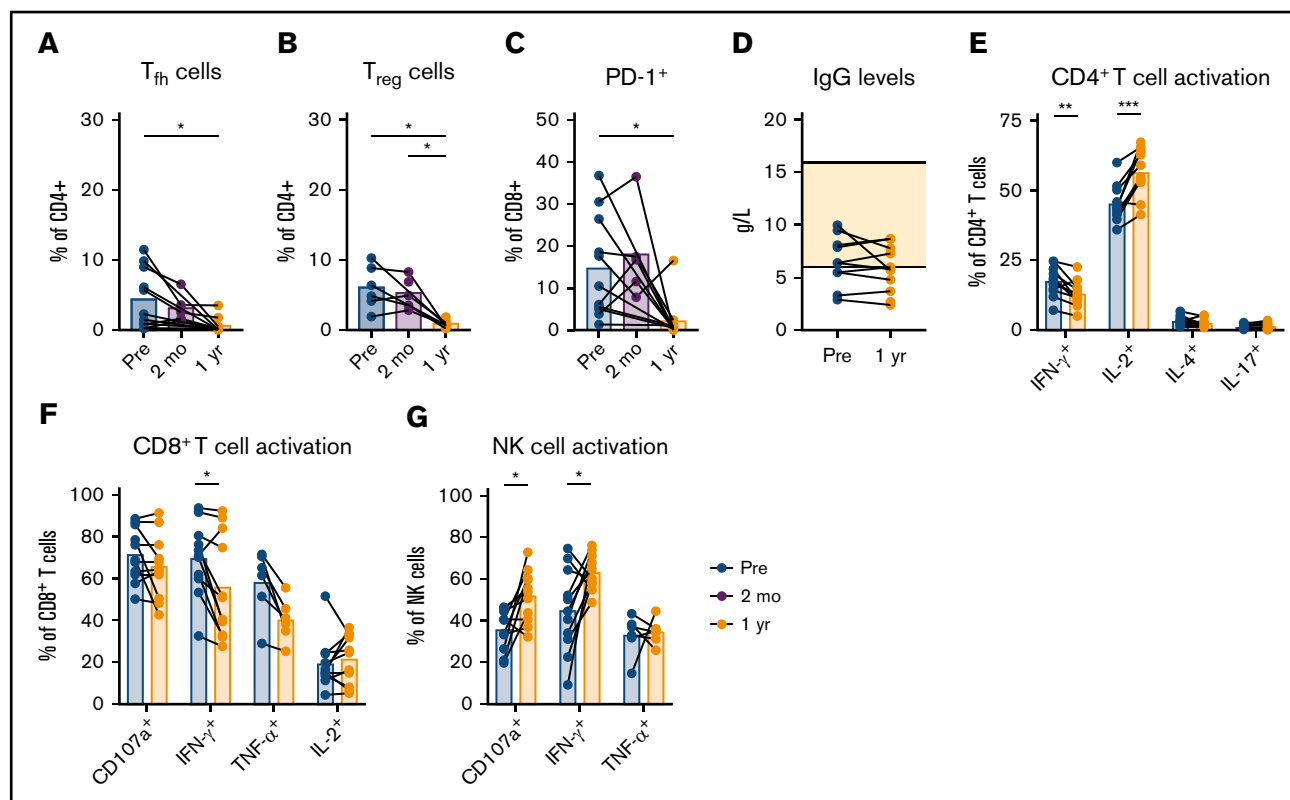 A
T_fh cells
% of CD4+
30
20
10
0
Pre
2 mo
1 yr
*
B
T_reg cells
% of CD4+
30
20
10
0
Pre
2 mo
1 yr
*
*
C
PD-1⁺
% of CD8+
50
40
30
20
10
0
Pre
2 mo
1 yr
*
D
IgG levels
g/L
20
15
10
5
0
Pre
1 yr
E
CD4⁺ T cell activation
% of CD4⁺ T cells
75
50
25
0
**
***
IFN-γ⁺
IL-2⁺
IL-4⁺
IL-17⁺
F
CD8⁺ T cell activation
% of CD8⁺ T cells
100
80
60
40
20
0
*
CD107a⁺
IFN-γ⁺
TNF-α⁺
IL-2⁺
G
NK cell activation
% of NK cells
100
80
60
40
20
0
*
*
CD107a⁺
IFN-γ⁺
TNF-α⁺
Pre
2 mo
1 yr